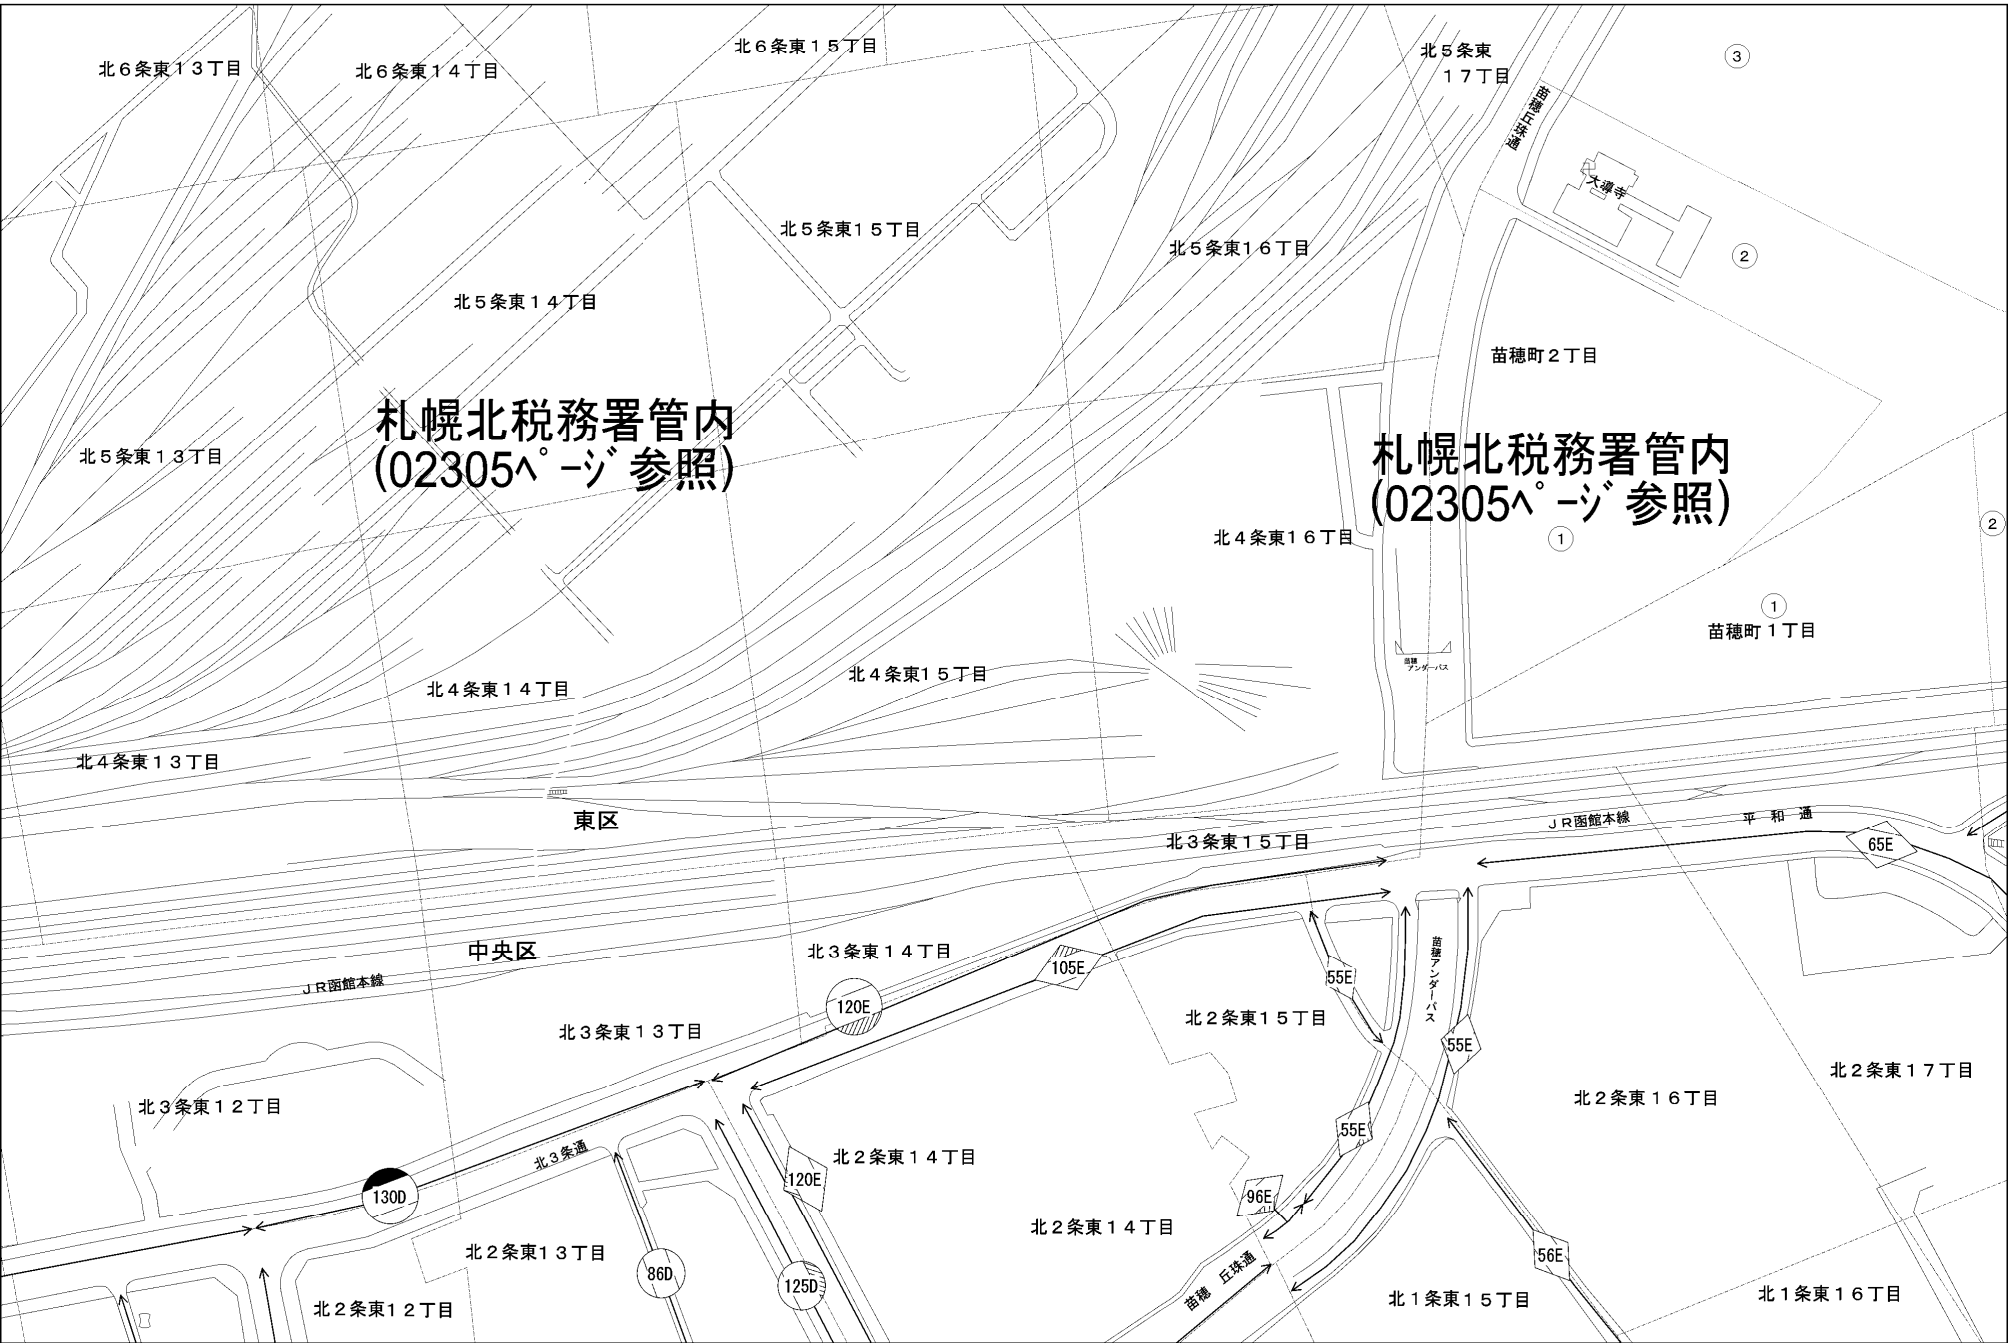 北６条東１３丁目
北６条東１４丁目
北６条東１５丁目
北５条東
１７丁目
③
苗穂丘珠通
大導寺
②
北５条東１５丁目
北５条東１６丁目
北５条東１４丁目
苗穂町２丁目
札幌北税務署管内
(02305ﾍﾟｰｼﾞ参照)
札幌北税務署管内
(02305ﾍﾟｰｼﾞ参照)
北５条東１３丁目
北４条東１６丁目
①
②
①
苗穂町１丁目
苗穂
アンダーパス
北４条東１４丁目
北４条東１５丁目
北４条東１３丁目
東区
北３条東１５丁目
ＪＲ函館本線
平和通
65E
中央区
ＪＲ函館本線
北３条東１４丁目
105E
120E
55E
苗穂アンダーパス
北３条東１３丁目
北２条東１５丁目
55E
北２条東１７丁目
北２条東１６丁目
北３条東１２丁目
55E
北３条通
北２条東１４丁目
130D
120E
96E
北２条東１４丁目
北２条東１３丁目
86D
125D
苗穂 丘珠通
56E
北２条東１２丁目
北１条東１５丁目
北１条東１６丁目